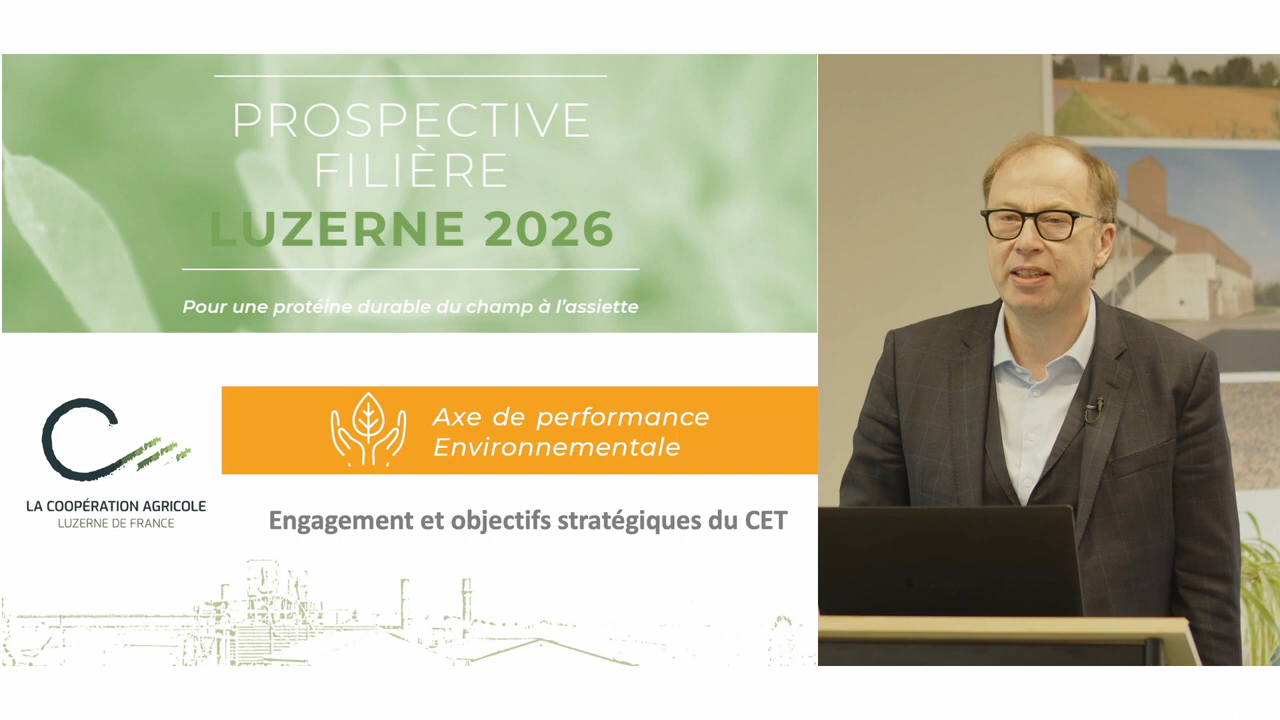 PROSPECTIVE
FILIÈRE
LUZERNE 2026
Pour une protéine durable du champ à l’assiette
Axe de performance
Environnementale
LA COOPÉRATION AGRICOLE
LUZERNE DE FRANCE
Engagement et objectifs stratégiques du CET